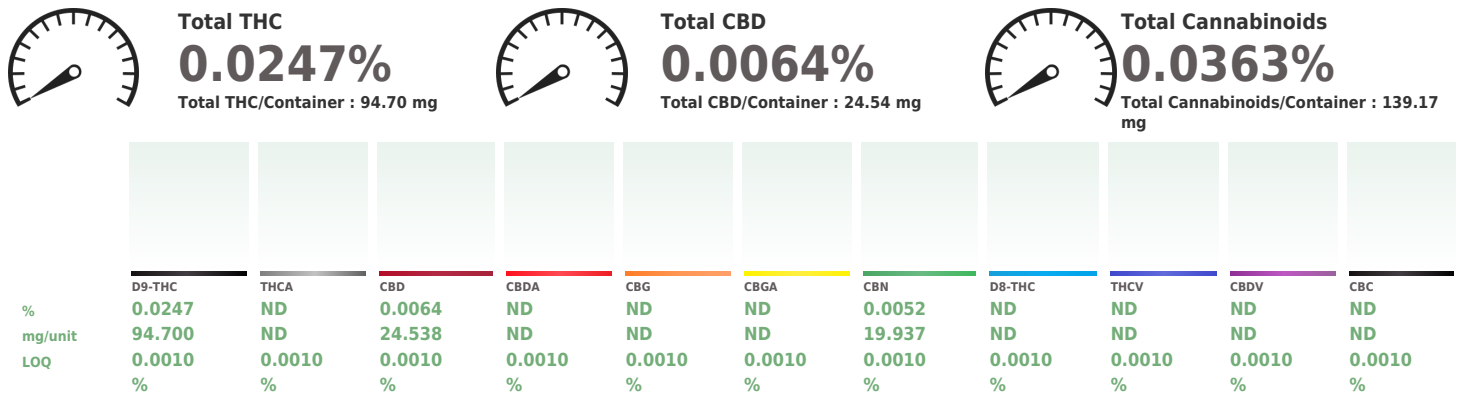 Total THC
0.0247%
Total THC/Container : 94.70 mg
Total CBD
0.0064%
Total CBD/Container : 24.54 mg
Total Cannabinoids
0.0363%
Total Cannabinoids/Container : 139.17
mg
D9-THC THCA CBD CBDA CBG CBGA CBN D8-THC THCV CBDV CBC
% 0.0247 ND 0.0064 ND ND ND 0.0052 ND ND ND ND
mg/unit 94.700 ND 24.538 ND ND ND 19.937 ND ND ND ND
LOQ 0.0010 0.0010 0.0010 0.0010 0.0010 0.0010 0.0010 0.0010 0.0010 0.0010 0.0010
% % % % % % % % % % %